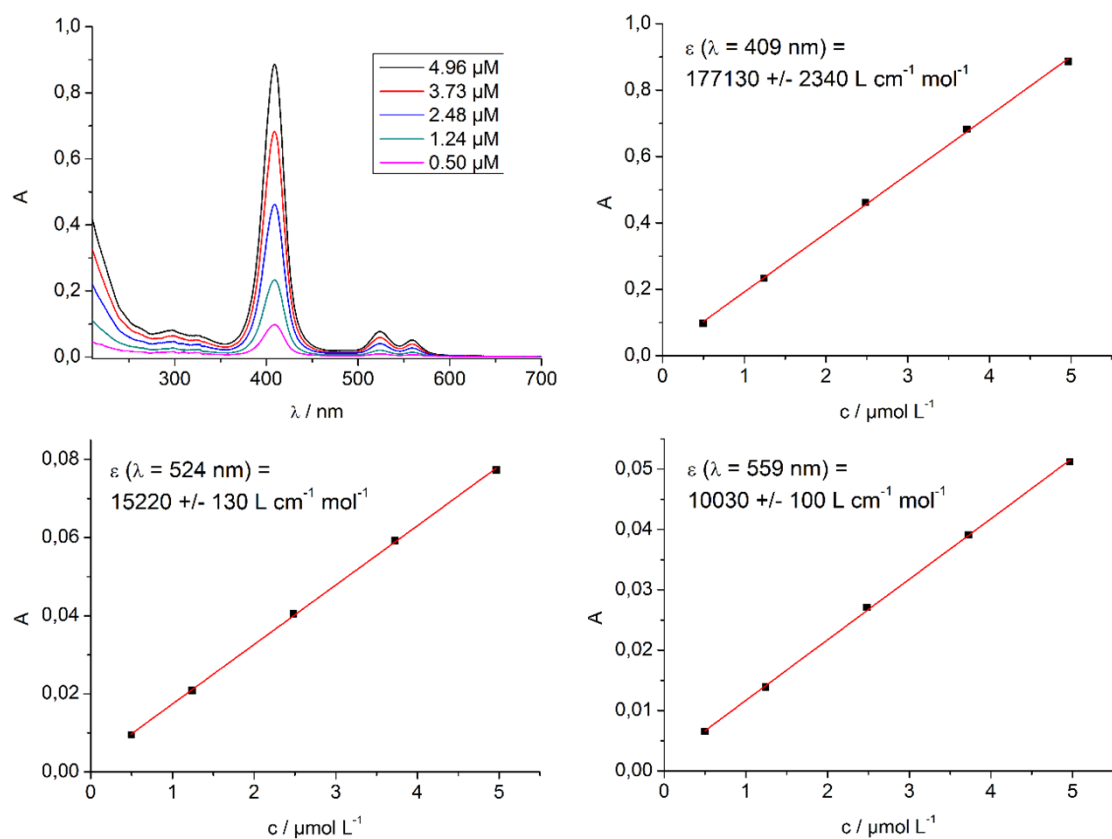 1,0
0,8
0,6
0,4
0,2
0,0
A
300
400
500
600
700
λ / nm
4.96 µM
3.73 µM
2.48 µM
1.24 µM
0.50 µM
1,0
0,8
0,6
0,4
0,2
0,0
A
ε (λ = 409 nm) =
177130 +/- 2340 L cm⁻¹ mol⁻¹
0
1
2
3
4
5
c / µmol L⁻¹
0,08
0,06
0,04
0,02
0,00
A
ε (λ = 524 nm) =
15220 +/- 130 L cm⁻¹ mol⁻¹
0
1
2
3
4
5
c / µmol L⁻¹
0,05
0,04
0,03
0,02
0,01
0,00
A
ε (λ = 559 nm) =
10030 +/- 100 L cm⁻¹ mol⁻¹
0
1
2
3
4
5
c / µmol L⁻¹